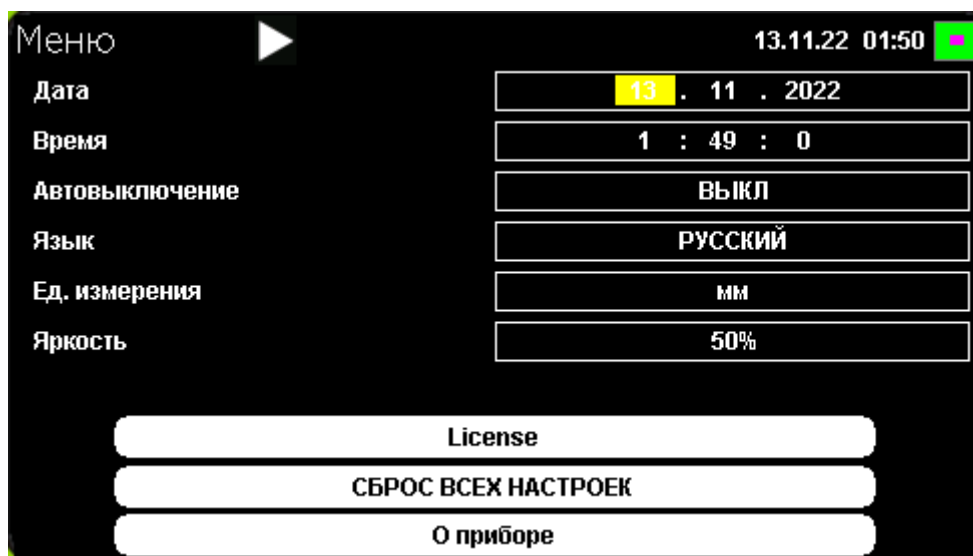 Меню 13.11.22 01:50
Дата 13 . 11 . 2022
Время 1 : 49 : 0
Автовыключение ВЫКЛ
Язык РУССКИЙ
Ед. измерения мм
Яркость 50%
License
СБРОС ВСЕХ НАСТРОЕК
О приборе